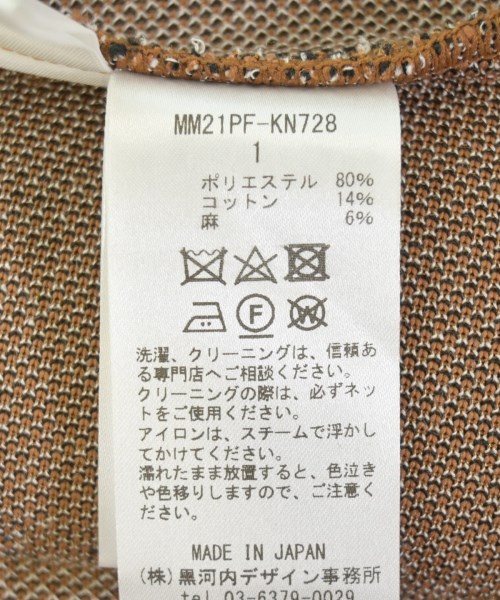 MM21PF-KN728
1
ポリエステル 80%
コットン 14%
麻 6%
F
W
洗濯、クリーニングは、信頼あ
る専門店へご相談ください。
クリーニングの際は、必ずネッ
トをご使用ください。
アイロンは、スチームで浮かし
てかけてください。
濡れたまま放置すると、色泣き
や色移りしますので、ご注意く
ださい。
MADE IN JAPAN
(株)黒河内デザイン事務所
tel 03-6379-0029